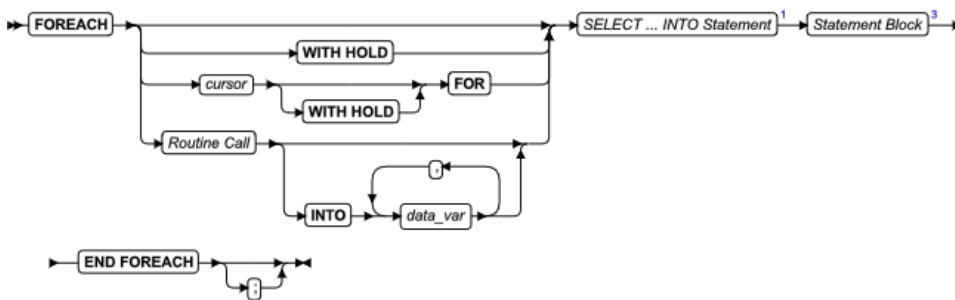 FOREACH
SELECT ... INTO Statement 1
Statement Block 3
WITH HOLD
cursor
FOR
WITH HOLD
Routine Call
,
INTO
data_var
END FOREACH
;